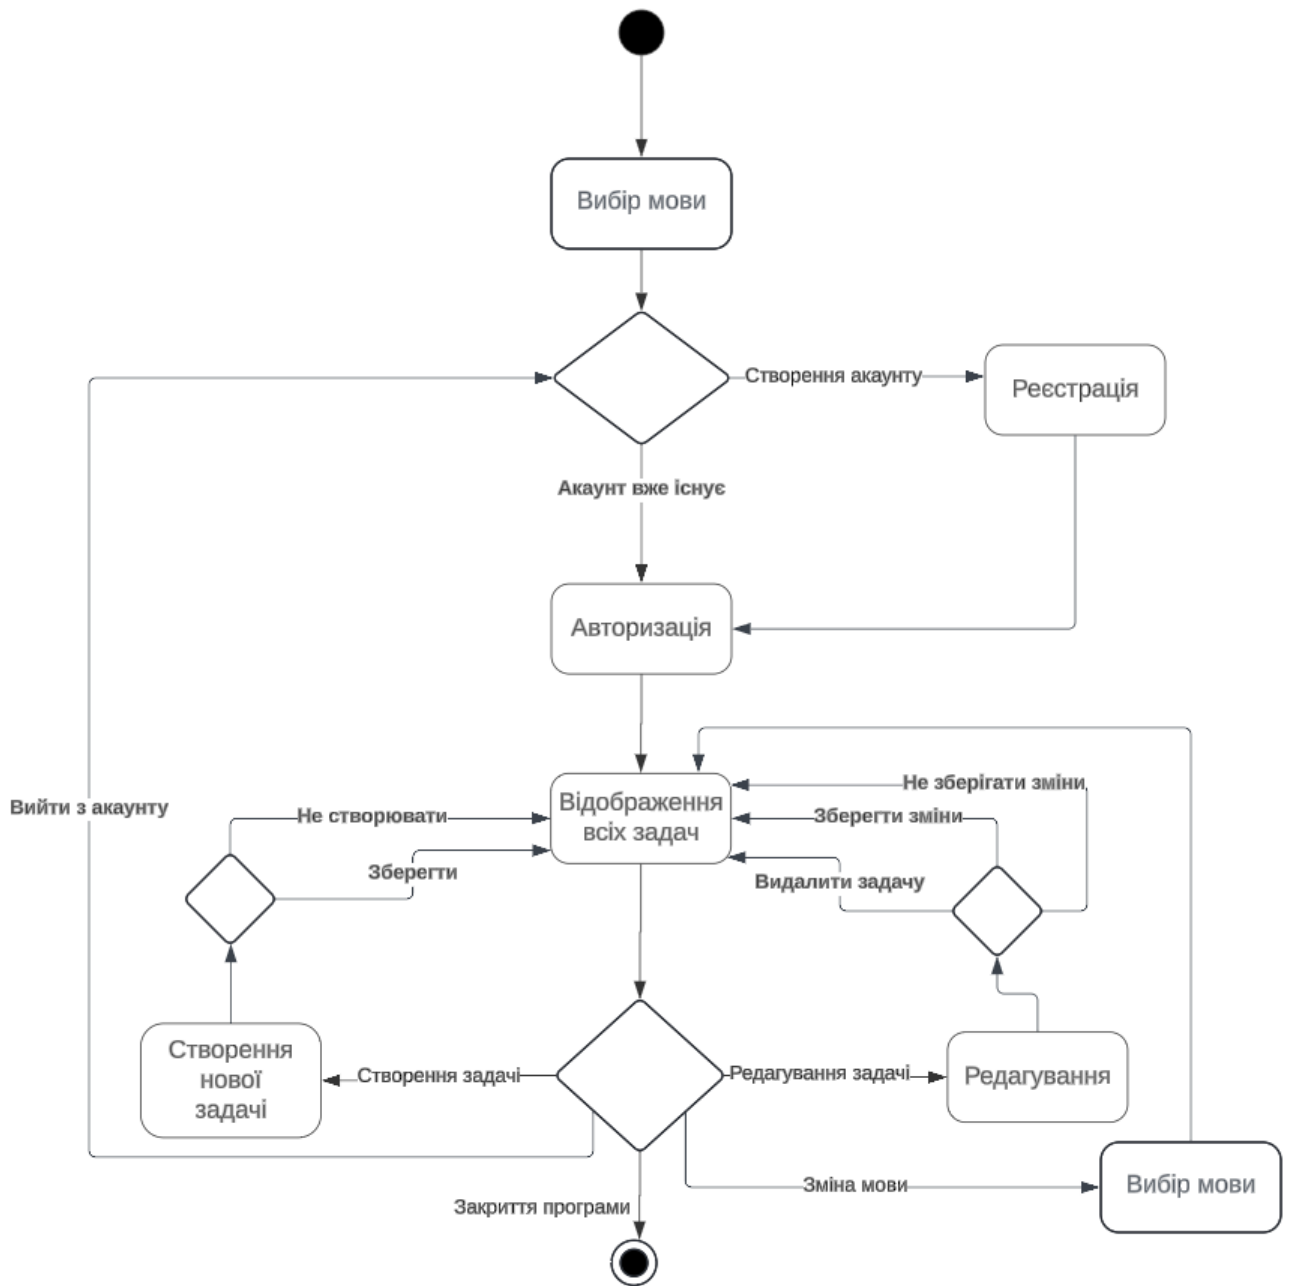 Вибір мови
Створення акаунту
Реєстрація
Акаунт вже існує
Авторизація
Не зберігати зміни
Відображення
всіх задач
Вийти з акаунту
Не створювати
Зберегти зміни
Зберегти
Видалити задачу
Створення
нової
задачі
Створення задачі
Редагування задачі
Редагування
Зміна мови
Вибір мови
Закриття програми